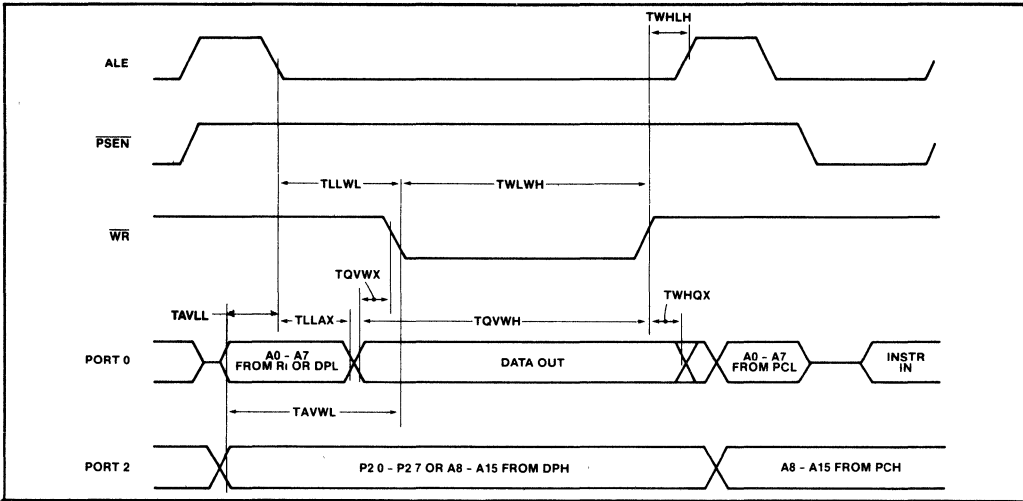 TWHLH
ALE
PSEN
TLLWL
TWLWH
WR
TQVWX
TWHQX
TAVLL
TLLAX
TQVWH
PORT 0
A0 - A7
FROM Ri OR DPL
DATA OUT
A0 - A7
FROM PCL
INSTR
IN
TAVWL
PORT 2
P2 0 - P2 7 OR A8 - A15 FROM DPH
A8 - A15 FROM PCH